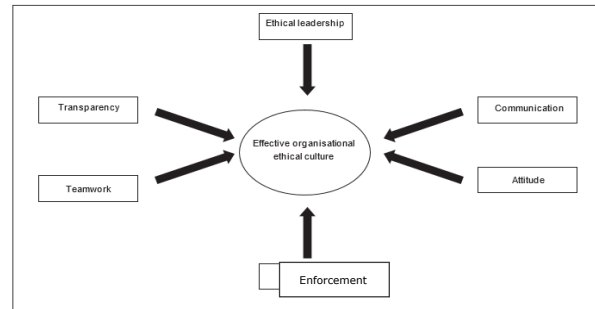 Ethical leadership
Transparency
Communication
Effective organisational
ethical culture
Teamwork
Attitude
Enforcement